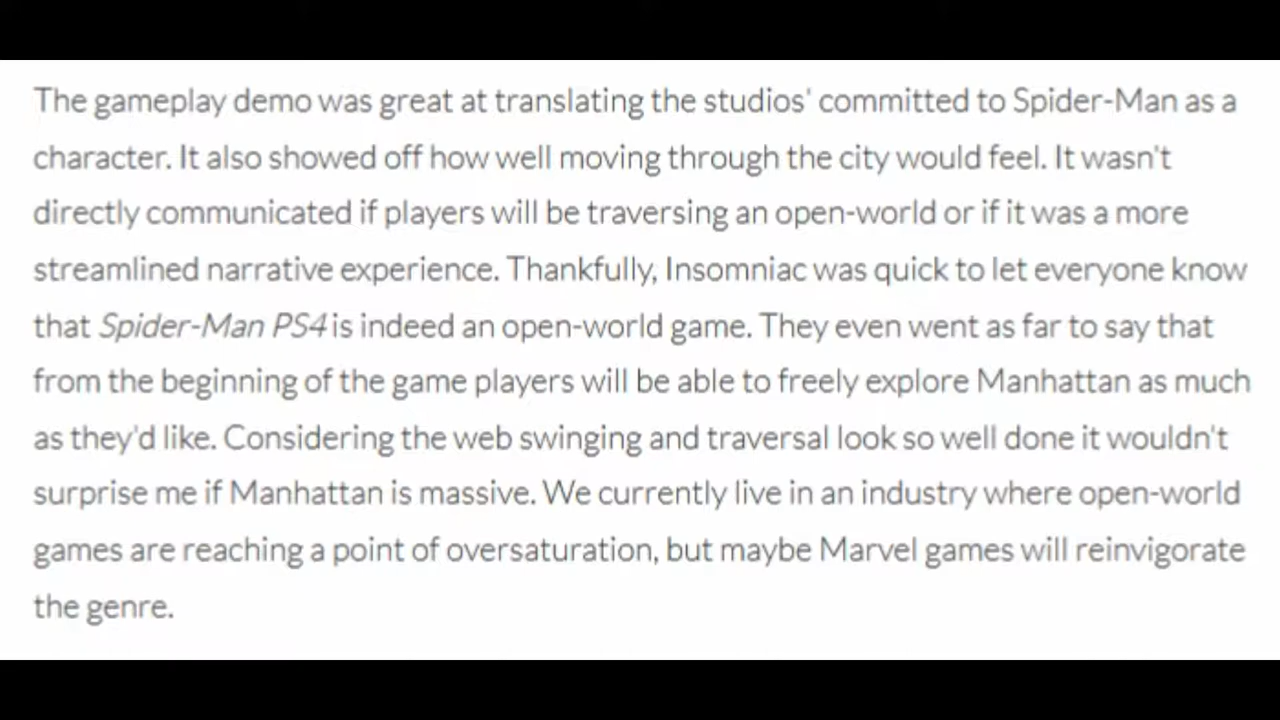 The gameplay demo was great at translating the studios' committed to Spider-Man as a
character. It also showed off how well moving through the city would feel. It wasn't
directly communicated if players will be traversing an open-world or if it was a more
streamlined narrative experience. Thankfully, Insomniac was quick to let everyone know
that Spider-Man PS4 is indeed an open-world game. They even went as far to say that
from the beginning of the game players will be able to freely explore Manhattan as much
as they'd like. Considering the web swinging and traversal look so well done it wouldn't
surprise me if Manhattan is massive. We currently live in an industry where open-world
games are reaching a point of oversaturation, but maybe Marvel games will reinvigorate
the genre.